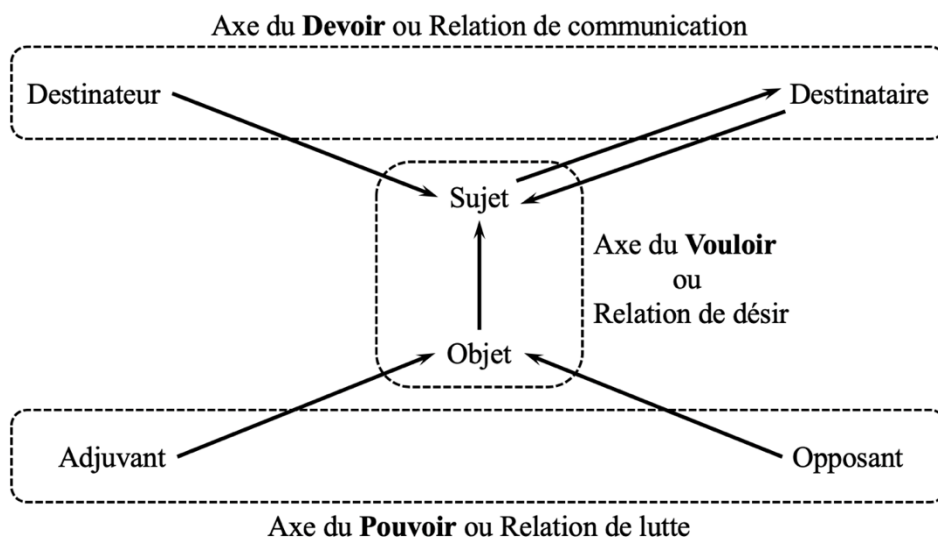 Axe du Devoir ou Relation de communication
Destinateur
Destinataire
Sujet
Axe du Vouloir
ou
Relation de désir
Objet
Adjuvant
Opposant
Axe du Pouvoir ou Relation de lutte